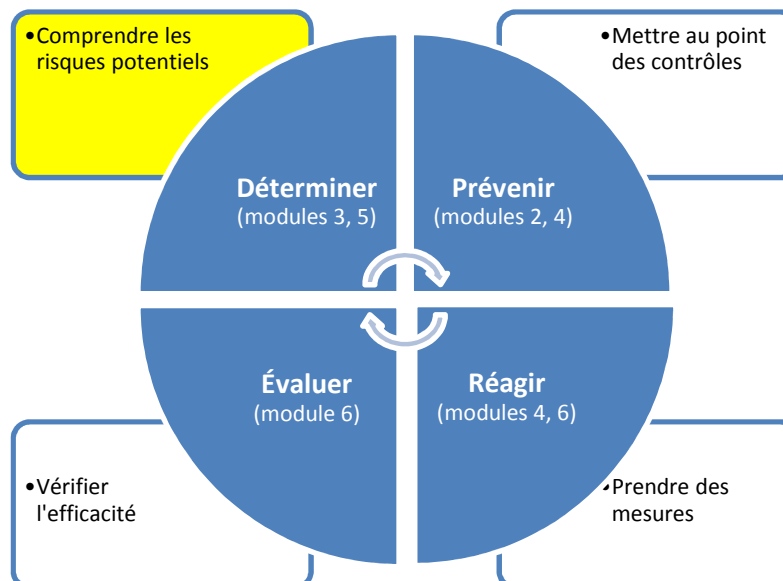 •Comprendre les
risques potentiels
•Mettre au point
des contrôles
Déterminer
(modules 3, 5)
Prévenir
(modules 2, 4)
Évaluer
(module 6)
Réagir
(modules 4, 6)
•Vérifier
l'efficacité
•Prendre des
mesures